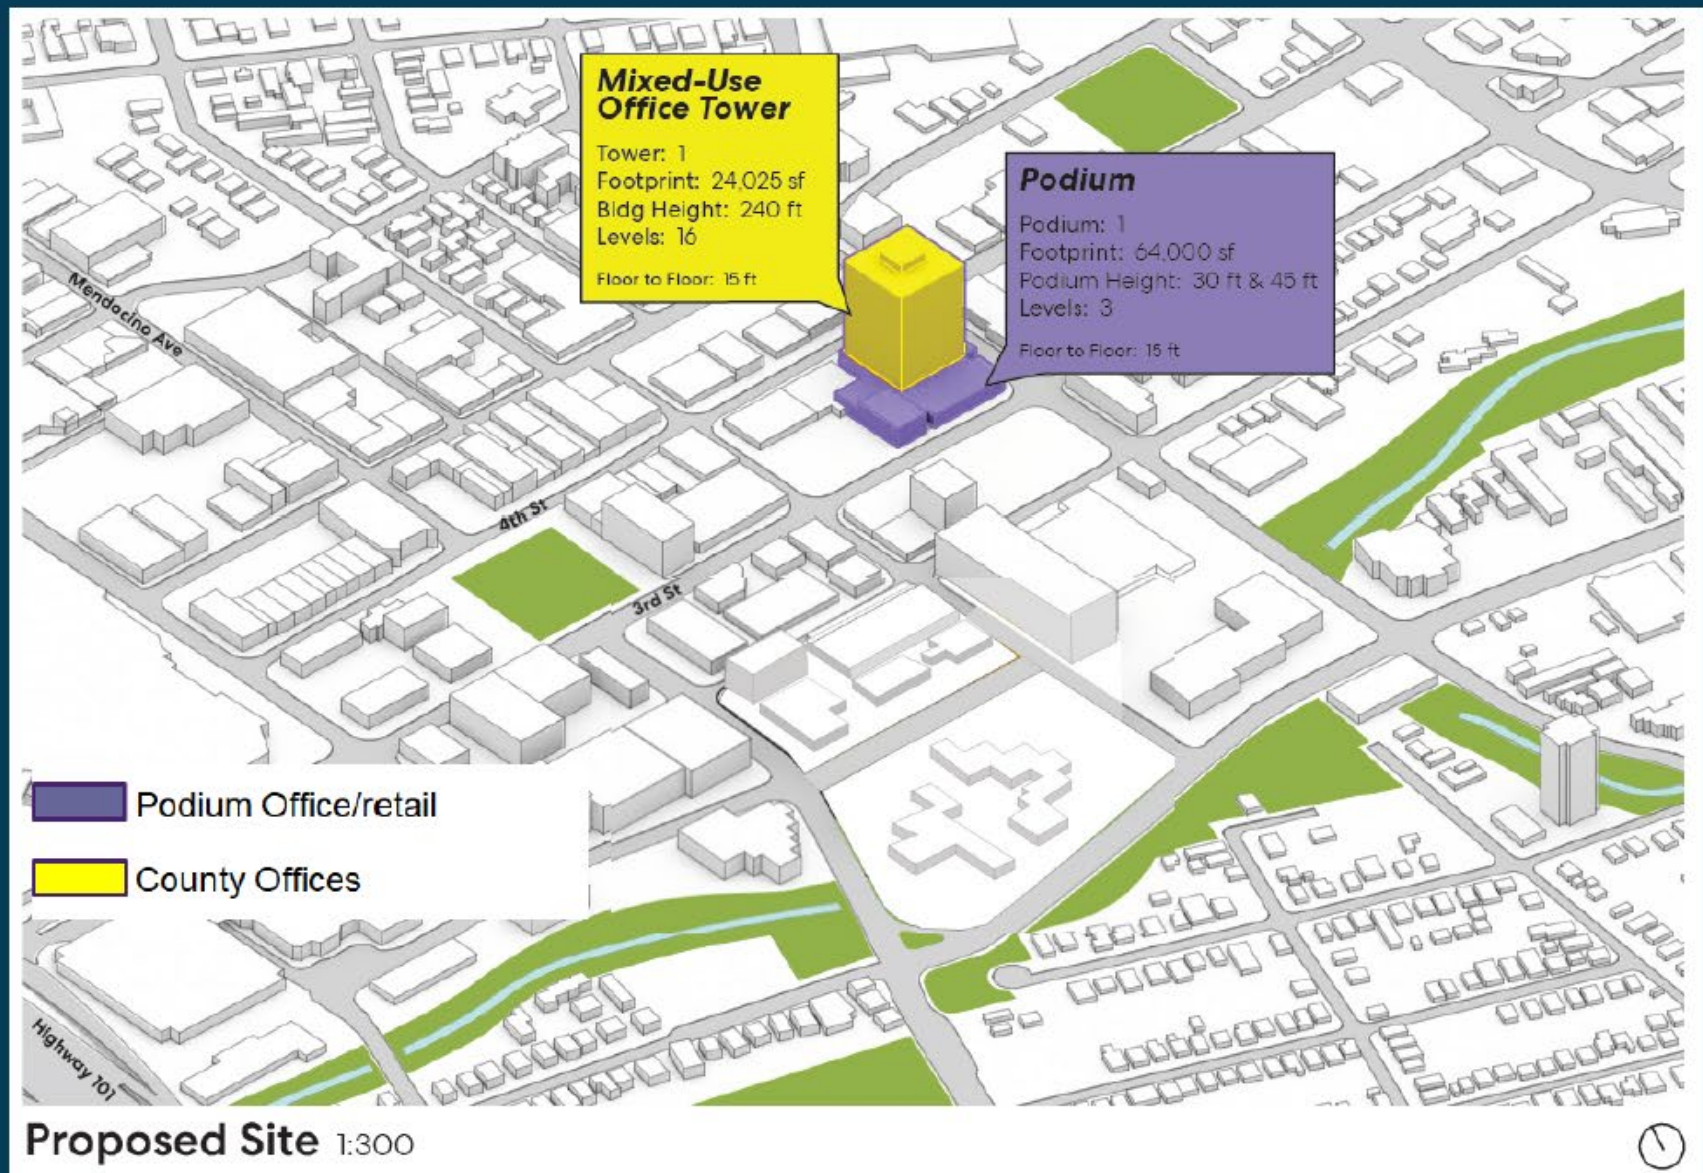 Mixed-Use
Office Tower
Tower: 1
Footprint: 24,025 sf
Bldg Height: 240 ft
Levels: 16
Floor to Floor: 15 ft
Podium
Podium: 1
Footprint: 64,000 sf
Podium Height: 30 ft & 45 ft
Levels: 3
Floor to Floor: 15 ft
Mendocino Ave
4th St
3rd St
Podium Office/retail
County Offices
Highway 101
Proposed Site 1:300